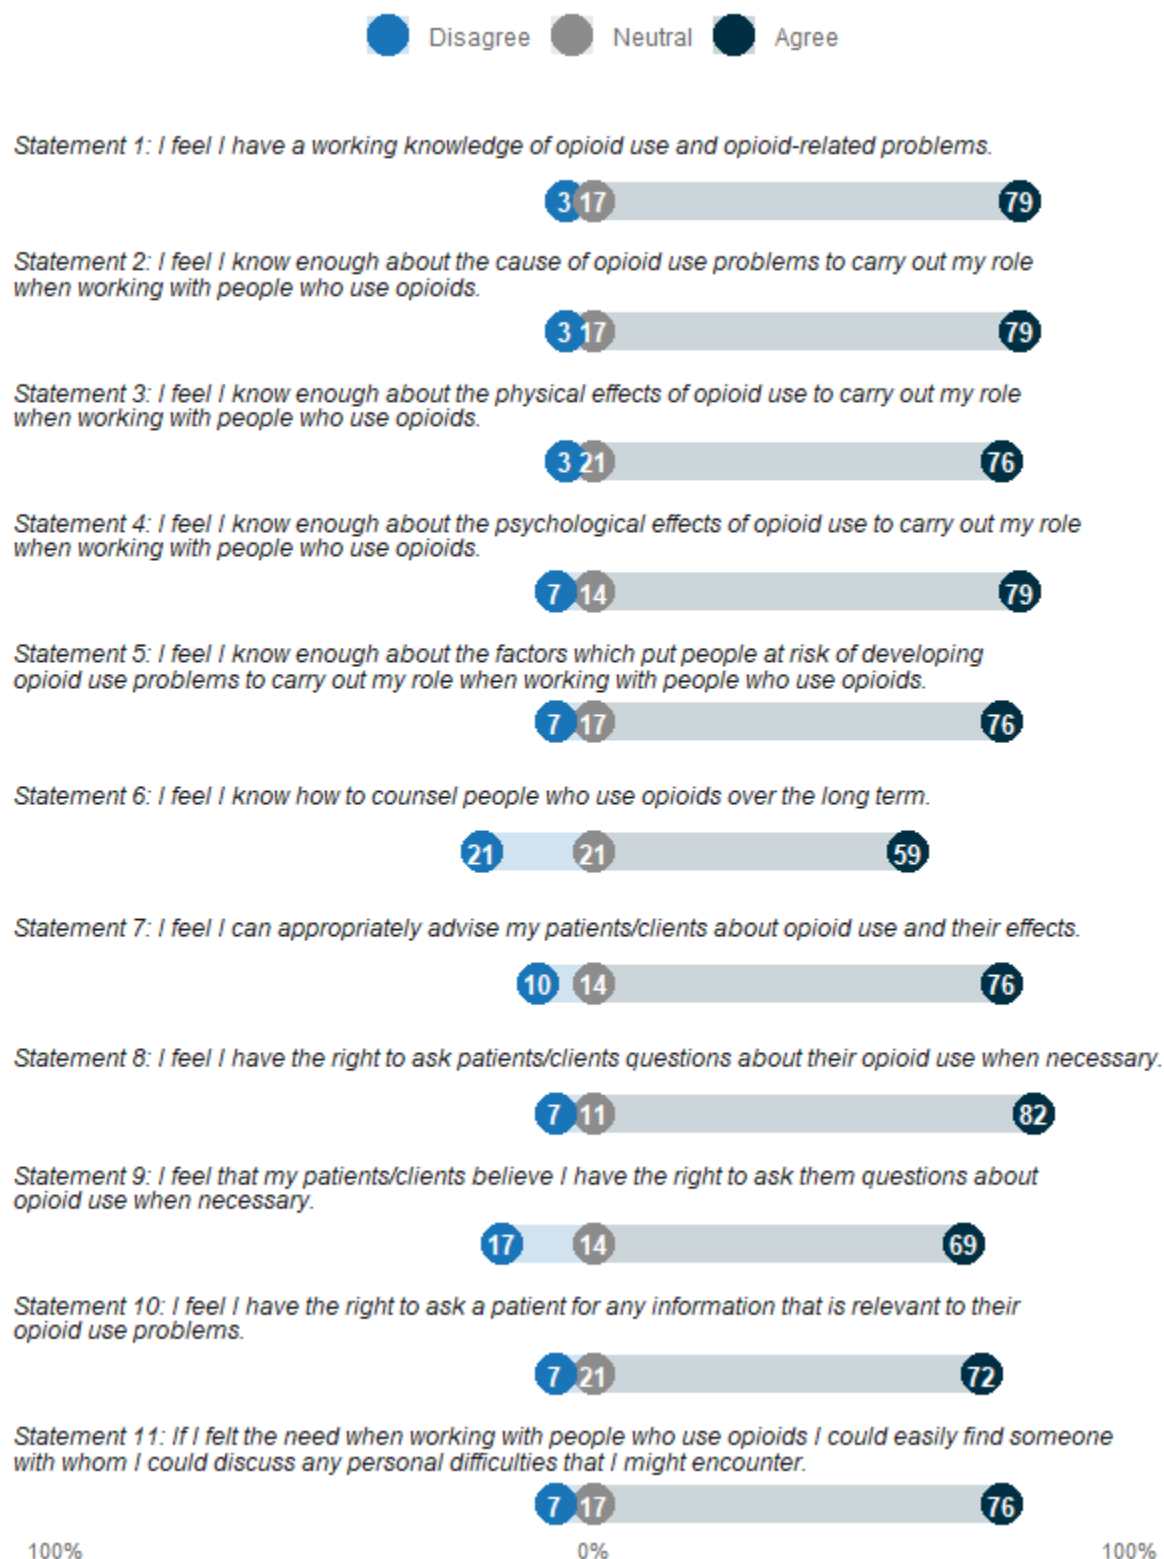 Disagree Neutral Agree
Statement 1: I feel I have a working knowledge of opioid use and opioid-related problems.
3 17 79
Statement 2: I feel I know enough about the cause of opioid use problems to carry out my role
when working with people who use opioids.
3 17 79
Statement 3: I feel I know enough about the physical effects of opioid use to carry out my role
when working with people who use opioids.
3 21 76
Statement 4: I feel I know enough about the psychological effects of opioid use to carry out my role
when working with people who use opioids.
7 14 79
Statement 5: I feel I know enough about the factors which put people at risk of developing
opioid use problems to carry out my role when working with people who use opioids.
7 17 76
Statement 6: I feel I know how to counsel people who use opioids over the long term.
21 21 59
Statement 7: I feel I can appropriately advise my patients/clients about opioid use and their effects.
10 14 76
Statement 8: I feel I have the right to ask patients/clients questions about their opioid use when necessary.
7 11 82
Statement 9: I feel that my patients/clients believe I have the right to ask them questions about
opioid use when necessary.
17 14 69
Statement 10: I feel I have the right to ask a patient for any information that is relevant to their
opioid use problems.
7 21 72
Statement 11: If I felt the need when working with people who use opioids I could easily find someone
with whom I could discuss any personal difficulties that I might encounter.
7 17 76
100% 0% 100%